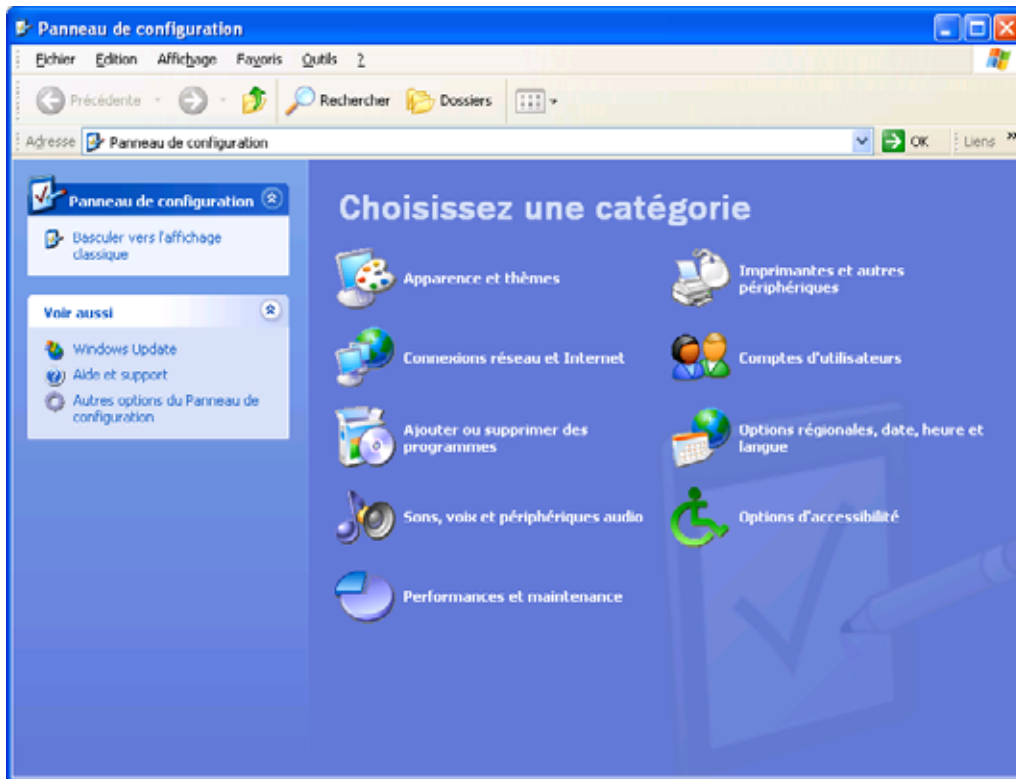 Panneau de configuration
Fichier Edition Affichage Favoris Outils ?
Précédente Rechercher Dossiers
Adresse Panneau de configuration OK Liens »
Panneau de configuration
Basculer vers l'affichage
classique
Voir aussi
Windows Update
Aide et support
Autres options du Panneau de
configuration
Choisissez une catégorie
Apparence et thèmes
Imprimantes et autres
périphériques
Connexions réseau et Internet
Comptes d'utilisateurs
Ajouter ou supprimer des
programmes
Options régionales, date, heure et
langue
Sons, voix et périphériques audio
Options d'accessibilité
Performances et maintenance